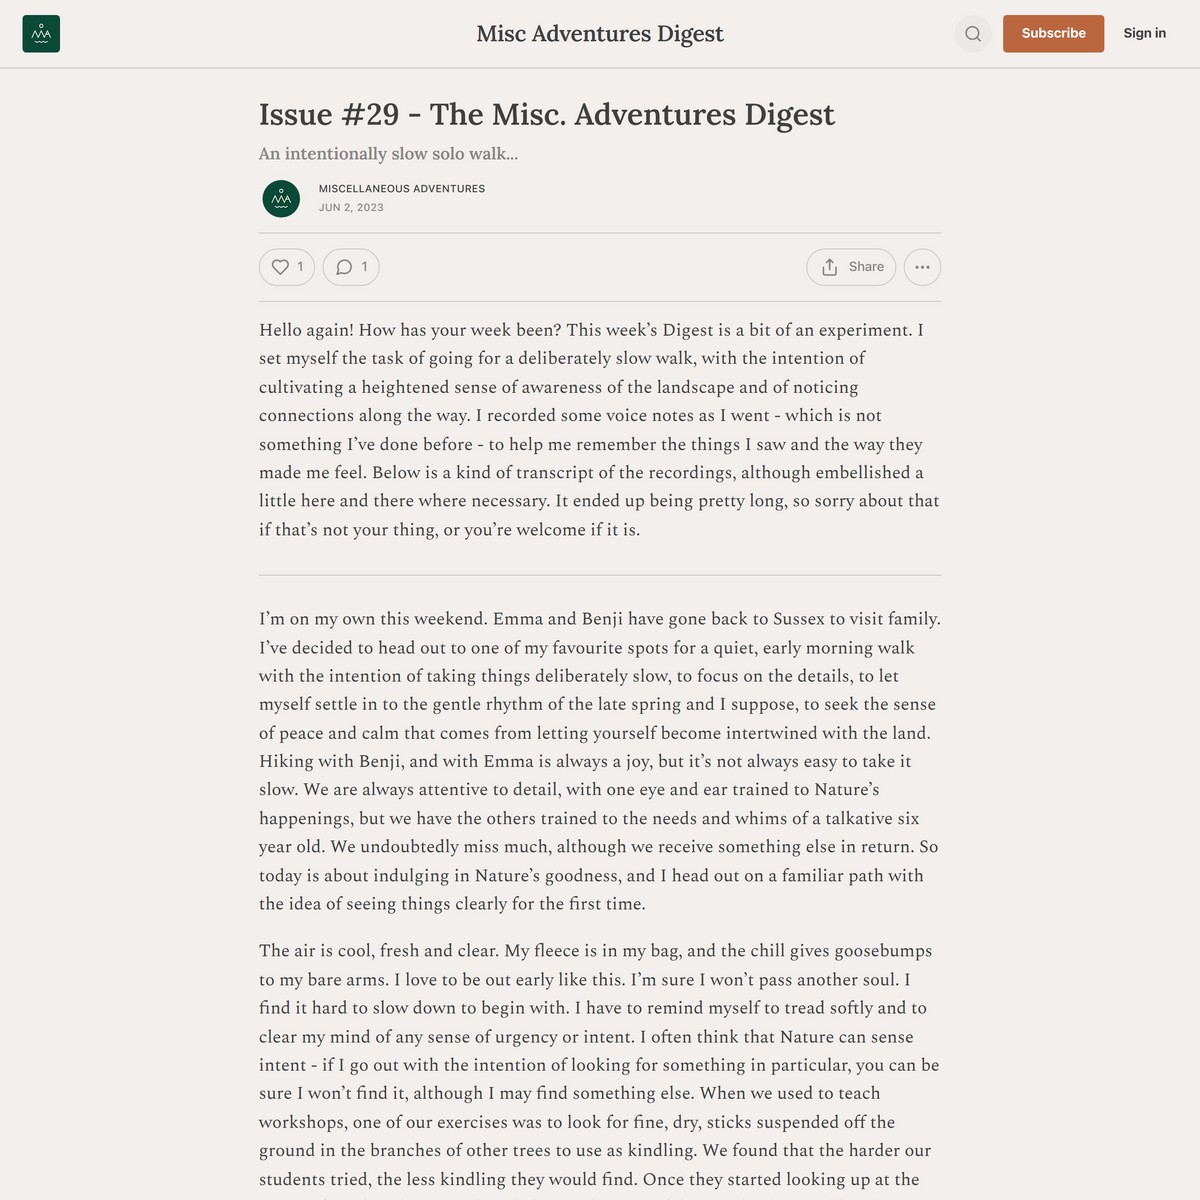 Misc Adventures Digest
Subscribe
Sign in
Issue #29 - The Misc. Adventures Digest
An intentionally slow solo walk...
MISCELLANEOUS ADVENTURES
JUN 2, 2023
1
1
Share
Hello again! How has your week been? This week’s Digest is a bit of an experiment. I
set myself the task of going for a deliberately slow walk, with the intention of
cultivating a heightened sense of awareness of the landscape and of noticing
connections along the way. I recorded some voice notes as I went - which is not
something I’ve done before - to help me remember the things I saw and the way they
made me feel. Below is a kind of transcript of the recordings, although embellished a
little here and there where necessary. It ended up being pretty long, so sorry about that
if that’s not your thing, or you’re welcome if it is.
I’m on my own this weekend. Emma and Benji have gone back to Sussex to visit family.
I’ve decided to head out to one of my favourite spots for a quiet, early morning walk
with the intention of taking things deliberately slow, to focus on the details, to let
myself settle in to the gentle rhythm of the late spring and I suppose, to seek the sense
of peace and calm that comes from letting yourself become intertwined with the land.
Hiking with Benji, and with Emma is always a joy, but it’s not always easy to take it
slow. We are always attentive to detail, with one eye and ear trained to Nature’s
happenings, but we have the others trained to the needs and whims of a talkative six
year old. We undoubtedly miss much, although we receive something else in return. So
today is about indulging in Nature’s goodness, and I head out on a familiar path with
the idea of seeing things clearly for the first time.
The air is cool, fresh and clear. My fleece is in my bag, and the chill gives goosebumps
to my bare arms. I love to be out early like this. I’m sure I won’t pass another soul. I
find it hard to slow down to begin with. I have to remind myself to tread softly and to
clear my mind of any sense of urgency or intent. I often think that Nature can sense
intent - if I go out with the intention of looking for something in particular, you can be
sure I won’t find it, although I may find something else. When we used to teach
workshops, one of our exercises was to look for fine, dry, sticks suspended off the
ground in the branches of other trees to use as kindling. We found that the harder our
students tried, the less kindling they would find. Once they started looking up at the